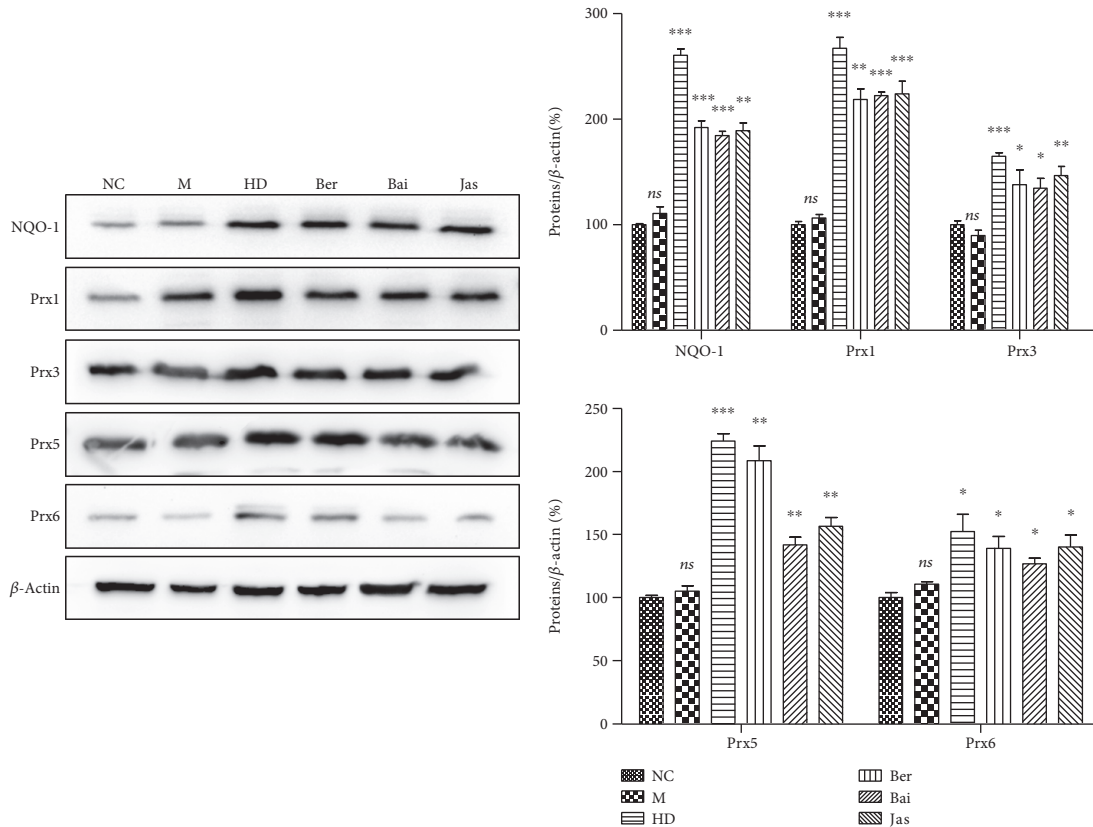 NC M HD Ber Bai Jas
NQO-1
Prx1
Prx3
Prx5
Prx6
β-Actin
300
200
100
0
Proteins/β-actin(%)
ns *** *** *** **
ns *** ** *** ***
ns *** * * **
NQO-1 Prx1 Prx3
250
200
150
100
50
0
Proteins/β-actin (%)
ns *** ** ** **
ns * * * *
Prx5 Prx6
NC
M
HD
Ber
Bai
Jas